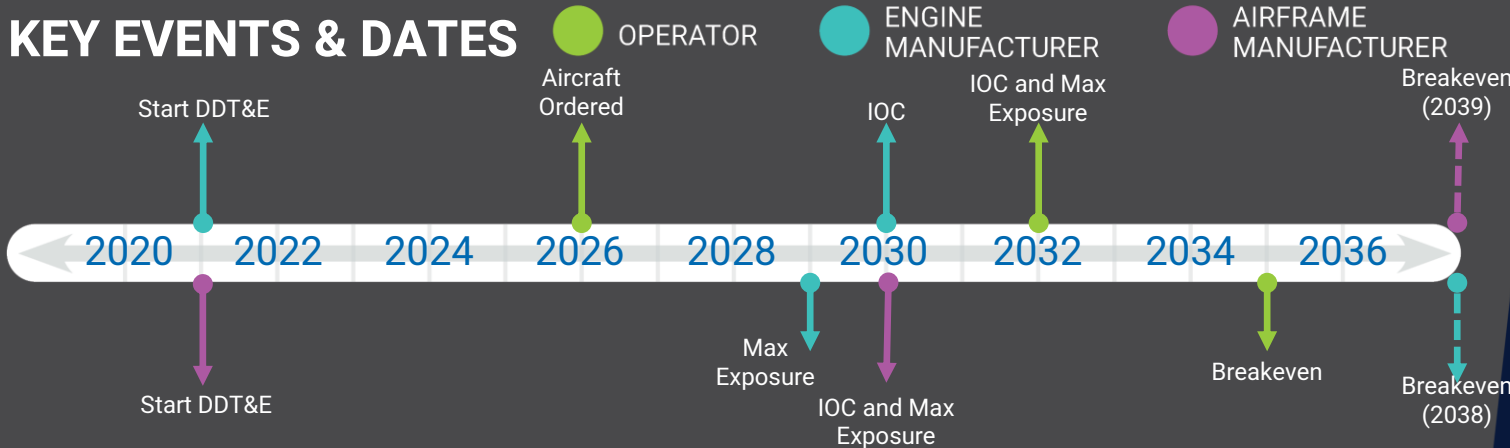 KEY EVENTS & DATES
OPERATOR
ENGINE
MANUFACTURER
AIRFRAME
MANUFACTURER
Start DDT&E
Aircraft
Ordered
IOC
IOC and Max
Exposure
Breakeven
(2039)
2020 2022 2024 2026 2028 2030 2032 2034 2036
Start DDT&E
Max
Exposure
IOC and Max
Exposure
Breakeven
Breakeven
(2038)